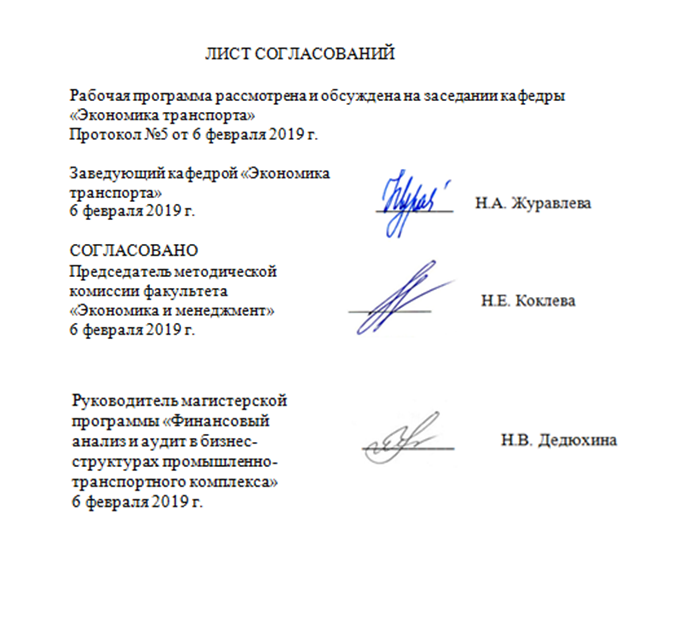 ЛИСТ СОГЛАСОВАНИЙ
Рабочая программа рассмотрена и обсуждена на заседании кафедры
«Экономика транспорта»
Протокол №5 от 6 февраля 2019 г.
Заведующий кафедрой «Экономика
транспорта»
6 февраля 2019 г.
Н.А. Журавлева
СОГЛАСОВАНО
Председатель методической
комиссии факультета
«Экономика и менеджмент»
6 февраля 2019 г.
Н.Е. Коклева
Руководитель магистерской
программы «Финансовый
анализ и аудит в бизнес-
структурах промышленно-
транспортного комплекса»
6 февраля 2019 г.
Н.В. Дедюхина